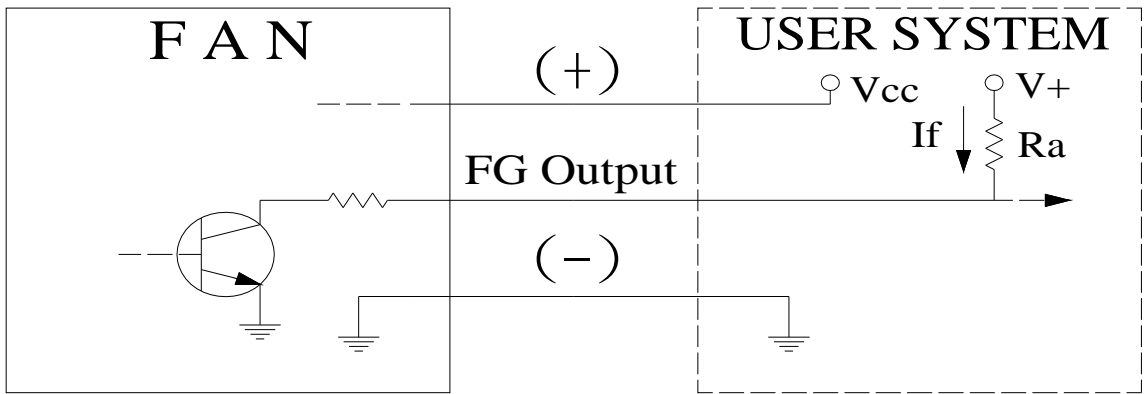 F A N
USER SYSTEM
(+)
Vcc
V+
If
Ra
FG Output
(-)